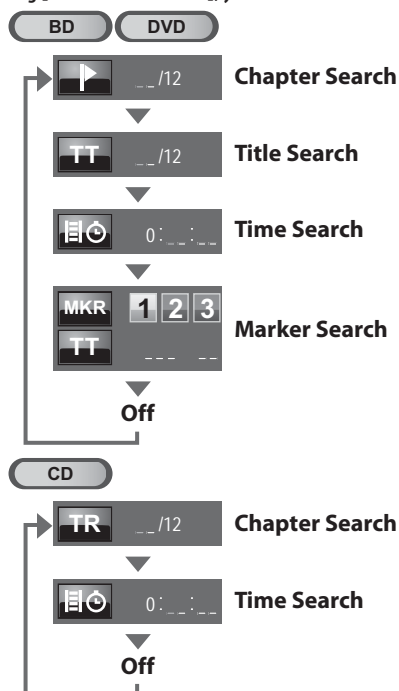 BD DVD
_ _/12 Chapter Search
TT _ _/12 Title Search
0:_ _:_ _ Time Search
MKR 1 2 3
Marker Search
TT _ _ _ _ _
Off
CD
TR _ _/12 Chapter Search
0:_ _:_ _ Time Search
Off